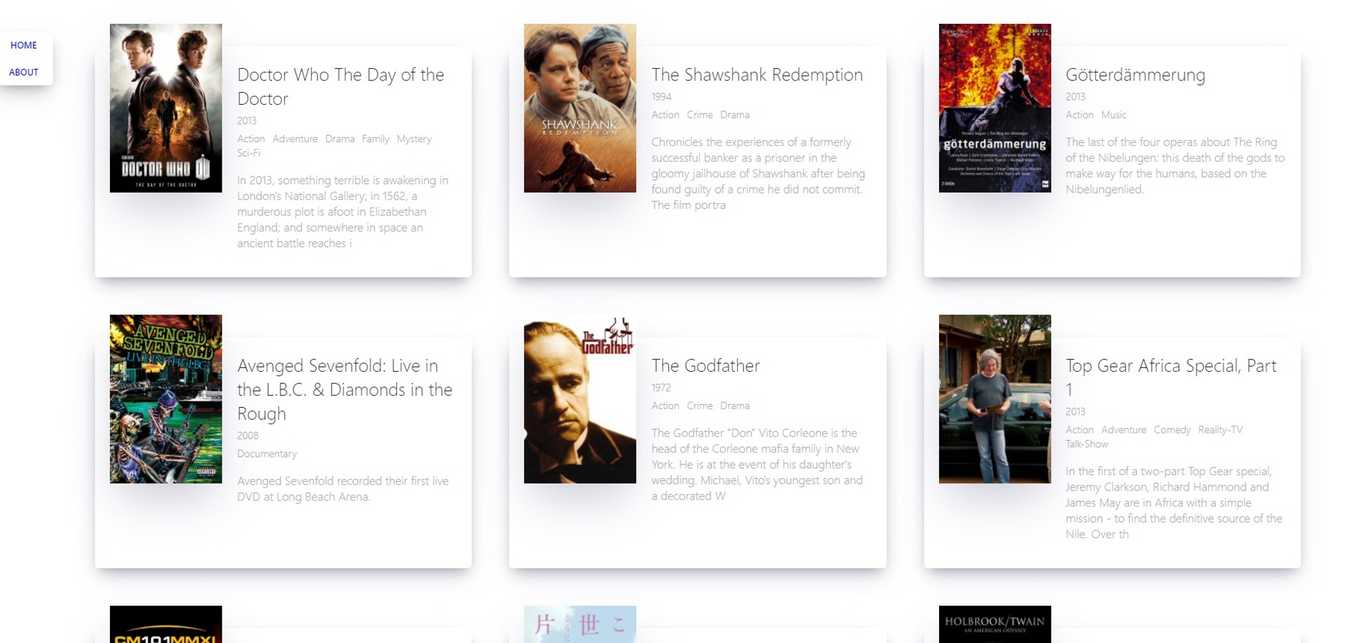 HOME
ABOUT
DOCTOR WHO
THE DAY OF THE DOCTOR
Doctor Who The Day of the
Doctor
2013
Action Adventure Drama Family Mystery
Sci-Fi
In 2013, something terrible is awakening in
London's National Gallery; in 1562, a
murderous plot is afoot in Elizabethan
England; and somewhere in space an
ancient battle reaches i
SHAWSHANK
REDEMPTION
The Shawshank Redemption
1994
Action Crime Drama
Chronicles the experiences of a formerly
successful banker as a prisoner in the
gloomy jailhouse of Shawshank after being
found guilty of a crime he did not commit.
The film portra
götterdämmerung
Götterdämmerung
2013
Action Music
The last of the four operas about The Ring
of the Nibelungen: this death of the gods to
make way for the humans, based on the
Nibelungenlied.
AVENGED
SEVENFOLD
LIVE IN THE LBC
Avenged Sevenfold: Live in
the L.B.C. & Diamonds in the
Rough
2008
Documentary
Avenged Sevenfold recorded their first live
DVD at Long Beach Arena.
The
Godfather
The Godfather
1972
Action Crime Drama
The Godfather "Don" Vito Corleone is the
head of the Corleone mafia family in New
York. He is at the event of his daughter's
wedding. Michael, Vito's youngest son and
a decorated W
Top Gear Africa Special, Part
1
2013
Action Adventure Comedy Reality-TV
Talk-Show
In the first of a two-part Top Gear special,
Jeremy Clarkson, Richard Hammond and
James May are in Africa with a simple
mission - to find the definitive source of the
Nile. Over th
CM101MMXI
片世こ
HOLBROOK/TWAIN
AN AMERICAN ODYSSEY